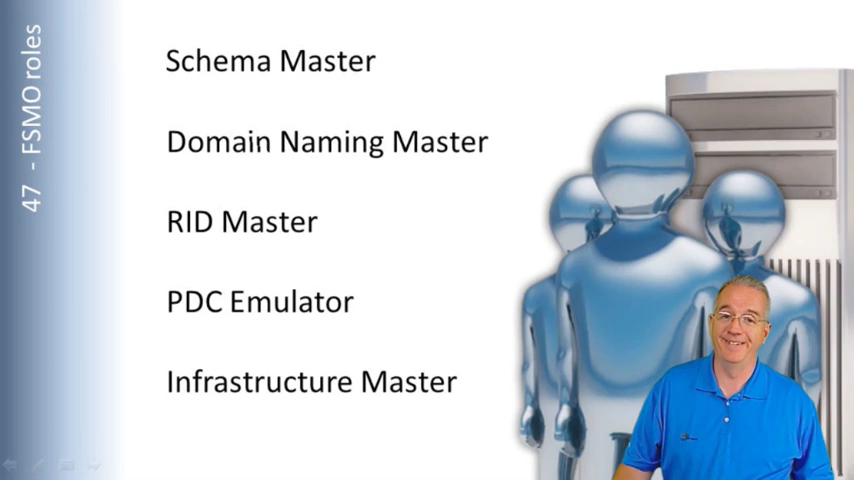 47 - FSMO roles
Schema Master
Domain Naming Master
RID Master
PDC Emulator
Infrastructure Master